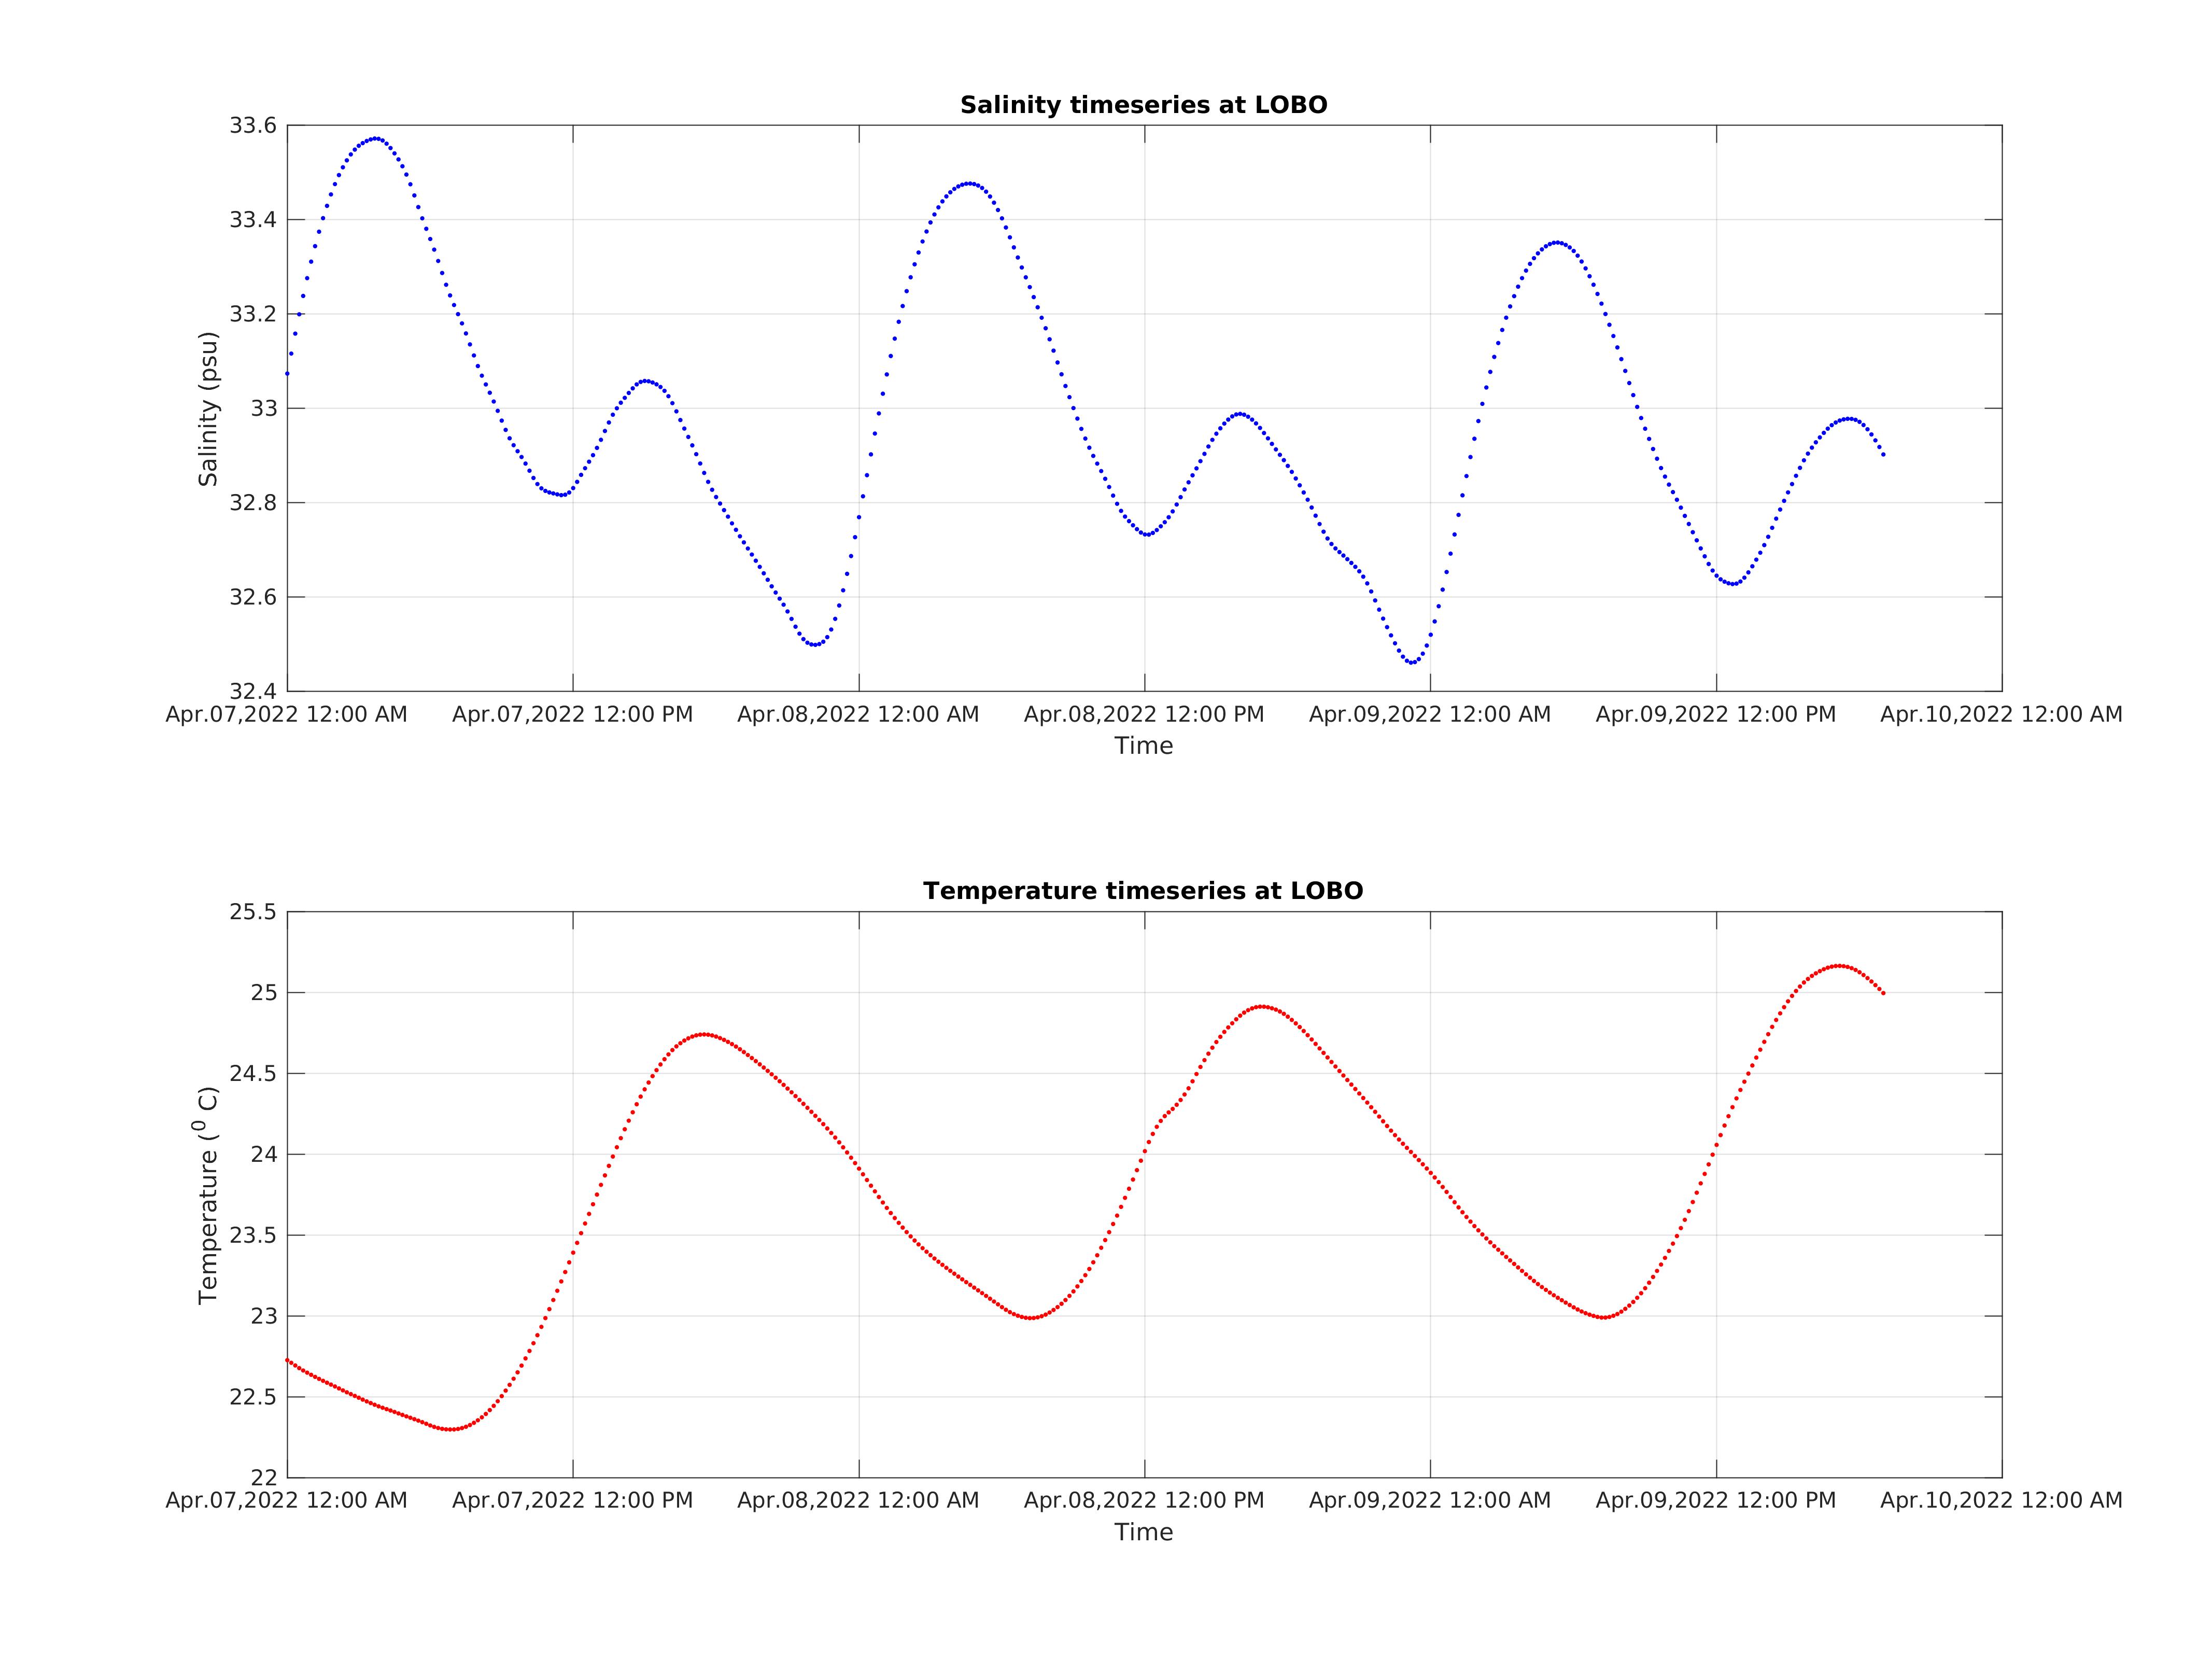 Salinity timeseries at LOBO
Salinity (psu)
33.6
33.4
33.2
33
32.8
32.6
32.4
Apr.07,2022 12:00 AM Apr.07,2022 12:00 PM Apr.08,2022 12:00 AM Apr.08,2022 12:00 PM Apr.09,2022 12:00 AM Apr.09,2022 12:00 PM Apr.10,2022 12:00 AM
Time
Temperature timeseries at LOBO
Temperature (⁰ C)
25.5
25
24.5
24
23.5
23
22.5
22
Apr.07,2022 12:00 AM Apr.07,2022 12:00 PM Apr.08,2022 12:00 AM Apr.08,2022 12:00 PM Apr.09,2022 12:00 AM Apr.09,2022 12:00 PM Apr.10,2022 12:00 AM
Time